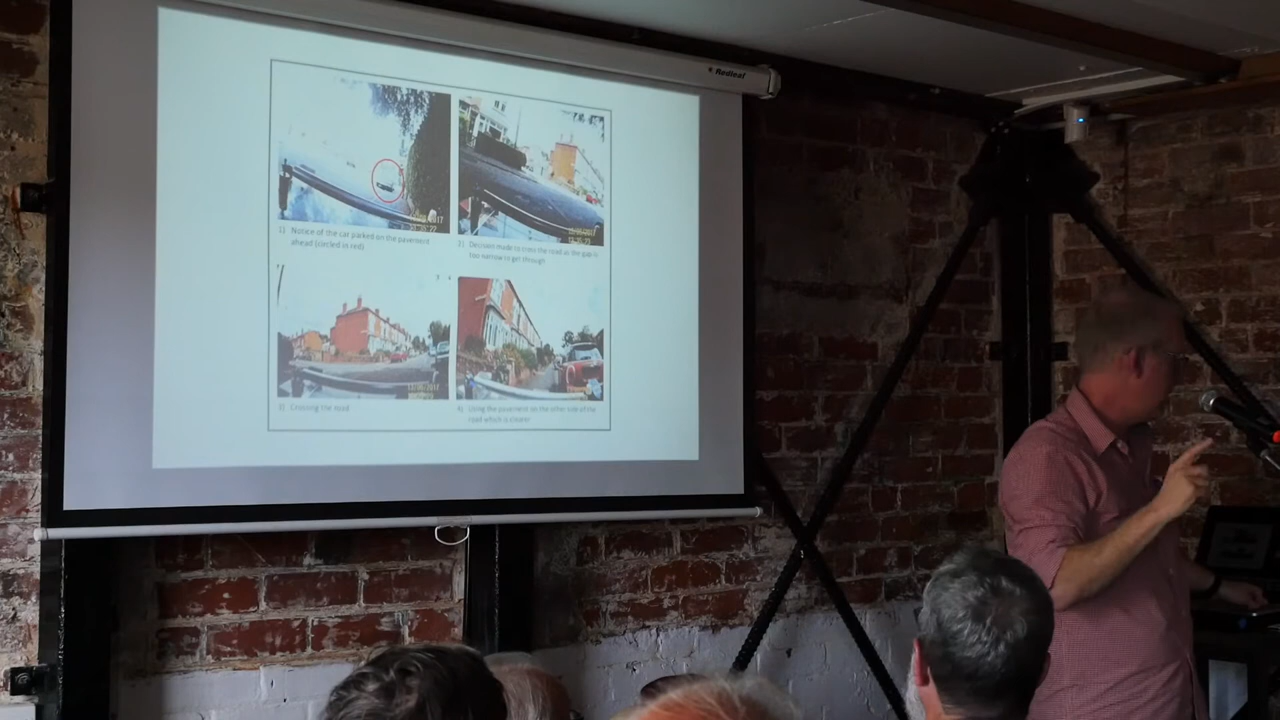 Redleaf
1) Notice of the car parked on the pavement
ahead (circled in red)
2) Decision made to cross the road as the gap is
too narrow to get through
3) Crossing the road
4) Using the pavement on the other side of the
road which is clearer